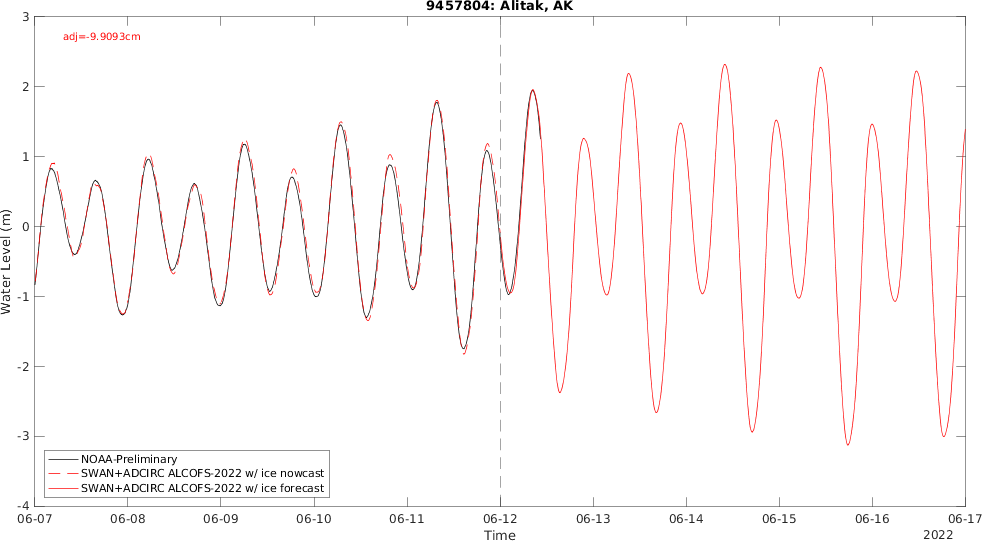 9457804: Alitak, AK
adj=-9.9093cm
3
2
1
0
-1
-2
-3
-4
Water Level (m)
NOAA-Preliminary
SWAN+ADCIRC ALCOFS-2022 w/ ice nowcast
SWAN+ADCIRC ALCOFS-2022 w/ ice forecast
06-07 06-08 06-09 06-10 06-11 06-12 06-13 06-14 06-15 06-16 06-17
Time
2022